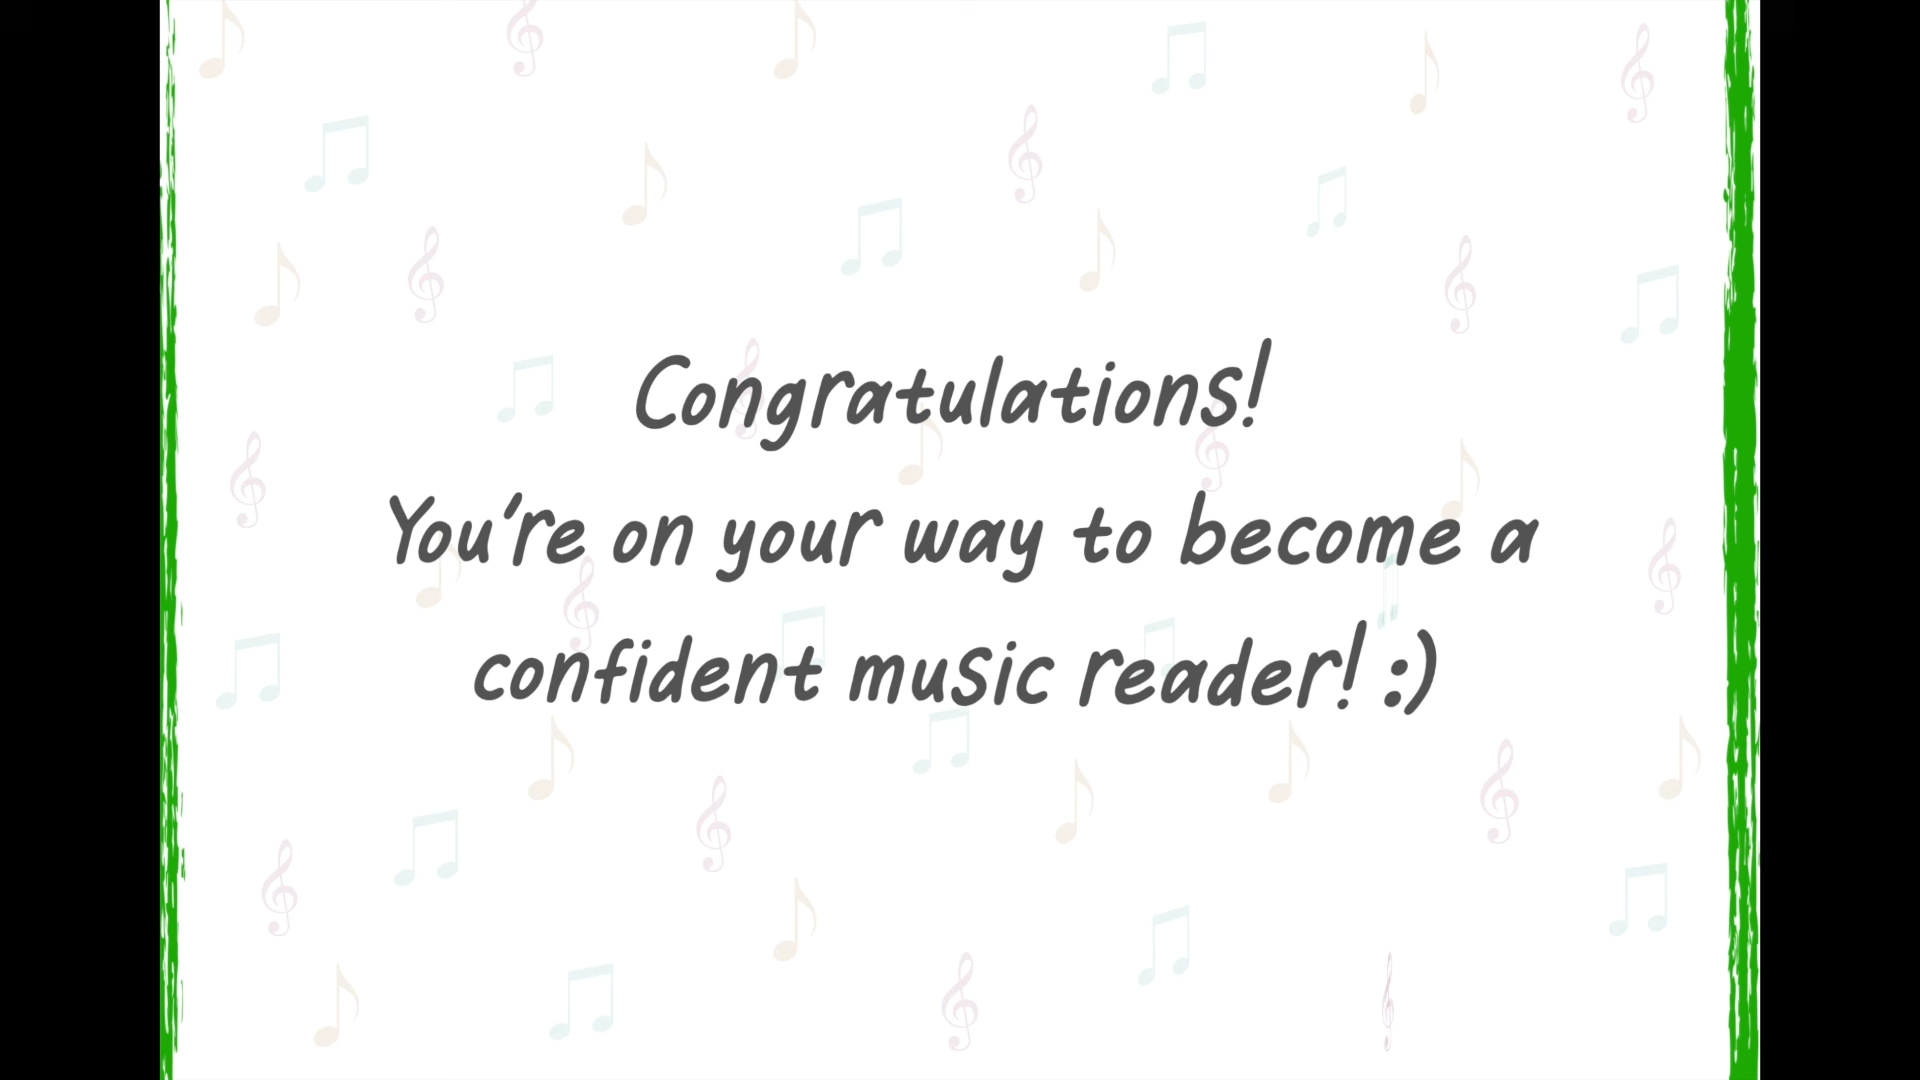 Congratulations!
You're on your way to become a
confident music reader! :)